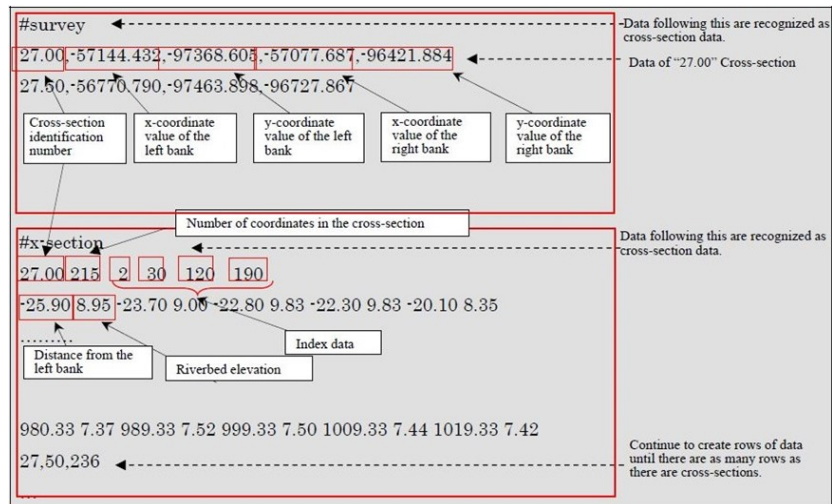 #survey
Data following this are recognized as
cross-section data.
27.00,-57144.432,-97368.605,-57077.687,-96421.884
Data of “27.00” Cross-section
27.50,-56770.790,-97463.898,-96727.867
Cross-section
identification
number
x-coordinate
value of the
left bank
y-coordinate
value of the left
bank
x-coordinate
value of the
right bank
y-coordinate
value of the
right bank
Number of coordinates in the cross-section
#x-section
Data following this are recognized as
cross-section data.
27.00 215 2 30 120 190
-25.90 8.95 -23.70 9.00 -22.80 9.83 -22.30 9.83 -20.10 8.35
.........
Index data
Distance from the
left bank
Riverbed elevation
980.33 7.37 989.33 7.52 999.33 7.50 1009.33 7.44 1019.33 7.42
27,50,236
Continue to create rows of data
until there are as many rows as
there are cross-sections.
...